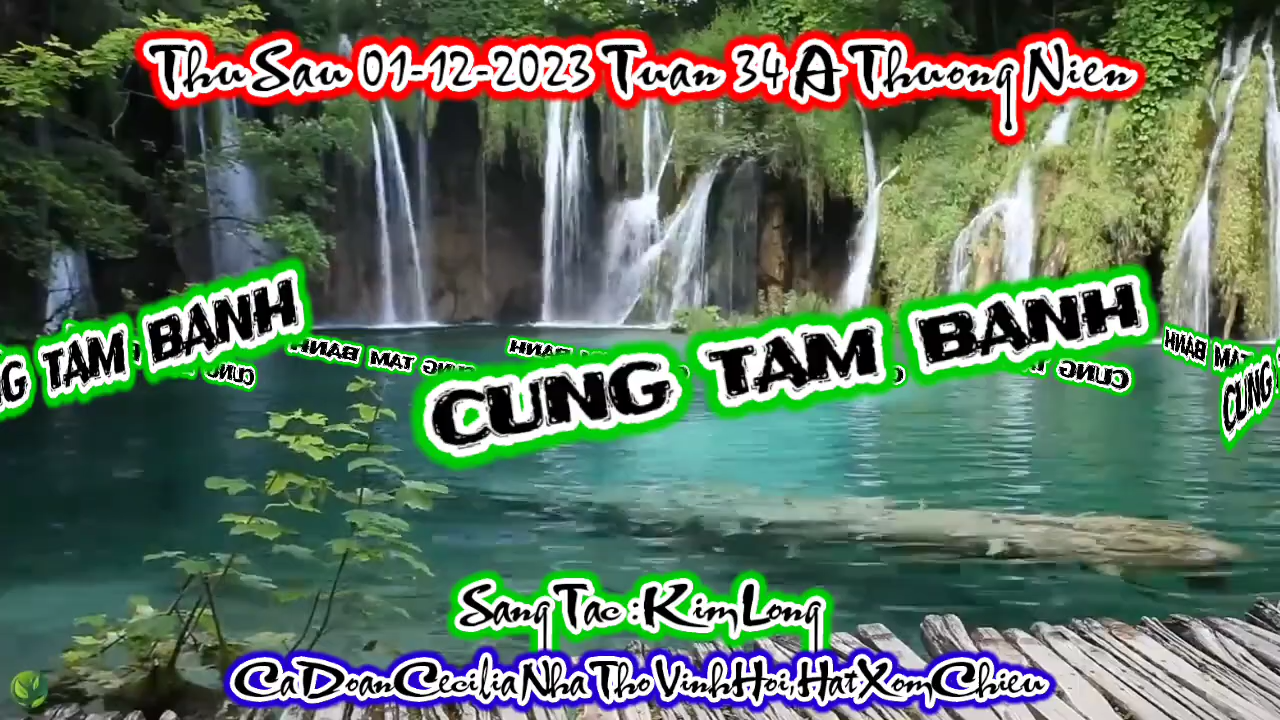 Thu Sau 01-12-2023 Tuan 34 A Thuong Nien
CUNG TAM BANH
Sang Tac : Kim Long
Ca Doan Cecilia Nha Tho Vinh Hoi, Hat Xom Chieu